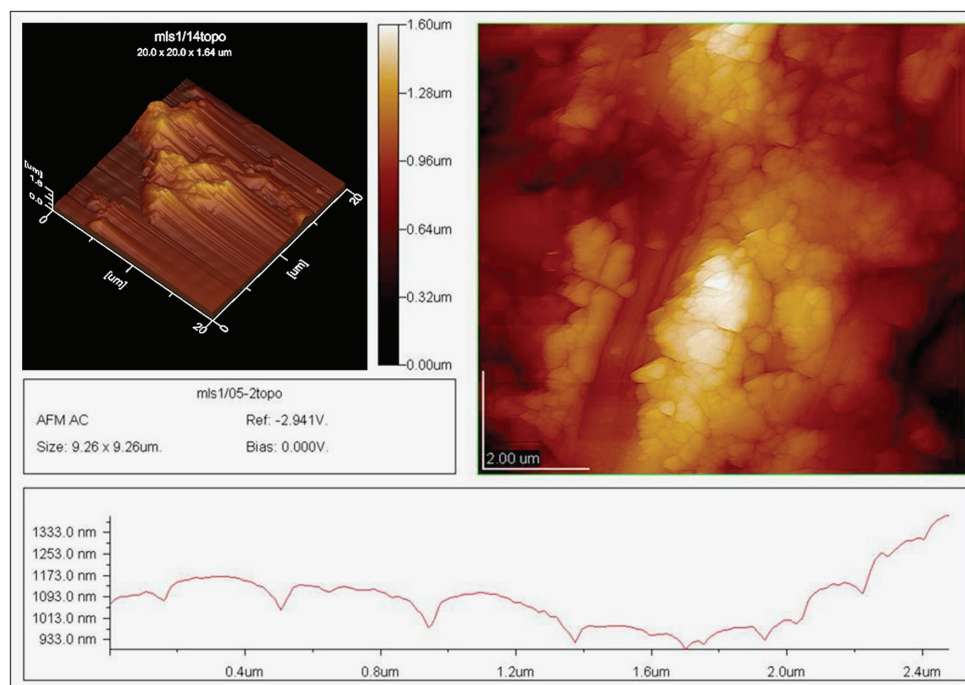 mls1/14topo
20.0 x 20.0 x 1.64 um
[um]
1.6
0.0
0
[um]
20
0
[um]
20
1.60um
1.28um
0.96um
0.64um
0.32um
0.00um
2.00 um
mls1/05-2topo
AFM AC
Ref: -2.941V.
Size: 9.26 x 9.26um.
Bias: 0.000V.
1333.0 nm
1253.0 nm
1173.0 nm
1093.0 nm
1013.0 nm
933.0 nm
0.4um
0.8um
1.2um
1.6um
2.0um
2.4um